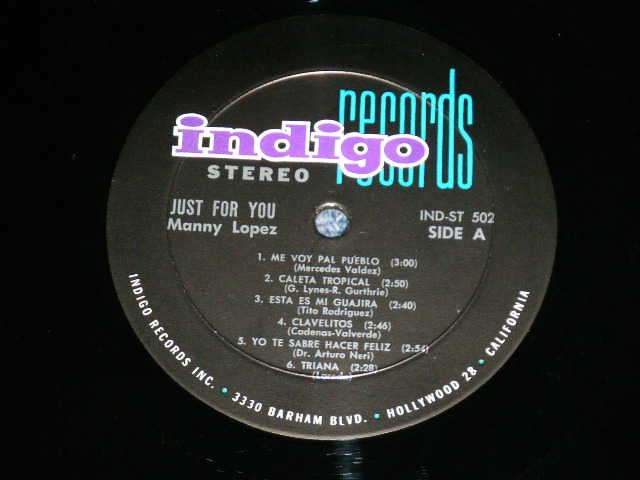 records
indigo
STEREO
JUST FOR YOU
Manny Lopez
IND-ST 502
SIDE A
1. ME VOY PAL PUEBLO (3:00)
(Mercedes Valdez)
2. CALETA TROPICAL (2:50)
(G. Lynes-R. Gurthrie)
3. ESTA ES MI GUAJIRA (2:40)
(Tito Rodriguez)
4. CLAVELITOS (2:46)
(Cadenas-Valverde)
5. YO TE SABRE HACER FELIZ (2:54)
(Dr. Arturo Neri)
6. TRIANA (2:28)
(Laredo)
INDIGO RECORDS INC. • 3330 BARHAM BLVD. • HOLLYWOOD 28 • CALIFORNIA